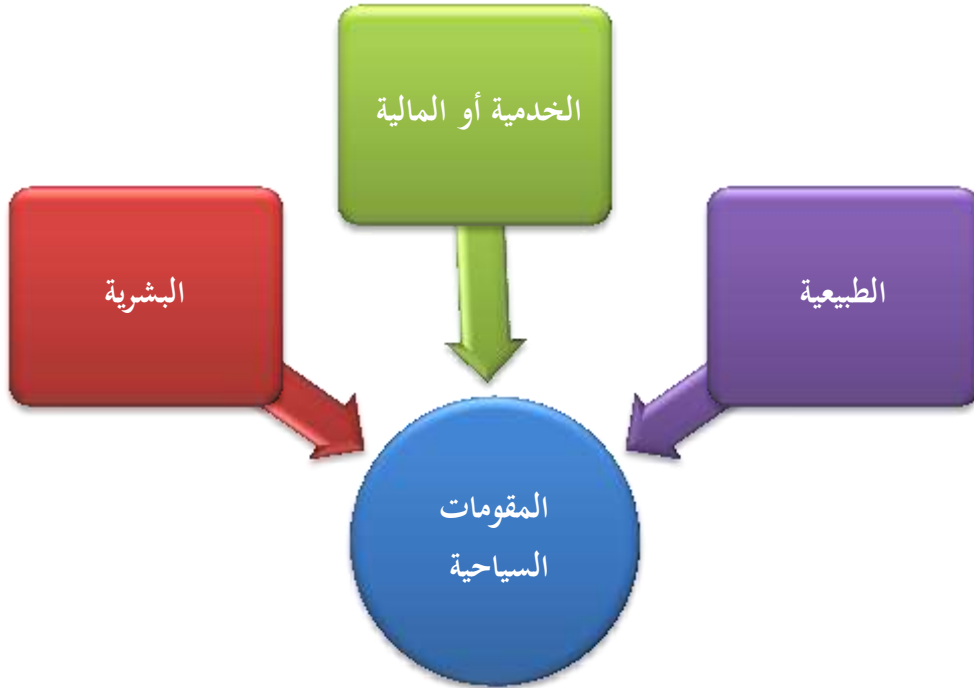 الخدمية أو المالية
الطبيعية
البشرية
المقومات
السياحية